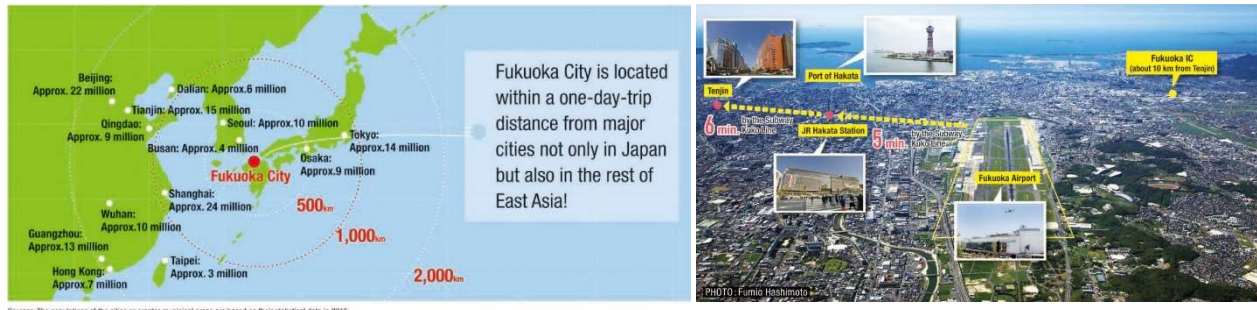 Beijing:
Approx. 22 million
Dalian: Approx.6 million
Tianjin: Approx. 15 million
Qingdao:
Approx. 9 million
Seoul: Approx.10 million
Busan: Approx. 4 million
Tokyo:
Approx.14 million
Osaka:
Approx.9 million
Fukuoka City
Shanghai:
Approx. 24 million
Wuhan:
Approx.10 million
Guangzhou:
Approx.13 million
Hong Kong:
Approx.7 million
Taipei:
Approx. 3 million
500km
1,000km
2,000km
Fukuoka City is located
within a one-day-trip
distance from major
cities not only in Japan
but also in the rest of
East Asia!
Tenjin
Port of Hakata
Fukuoka IC
(about 10 km from Tenjin)
6 min.
by the Subway
Kuko Line
JR Hakata Station
5 min.
by the Subway
Kuko Line
Fukuoka Airport
PHOTO: Fumio Hashimoto